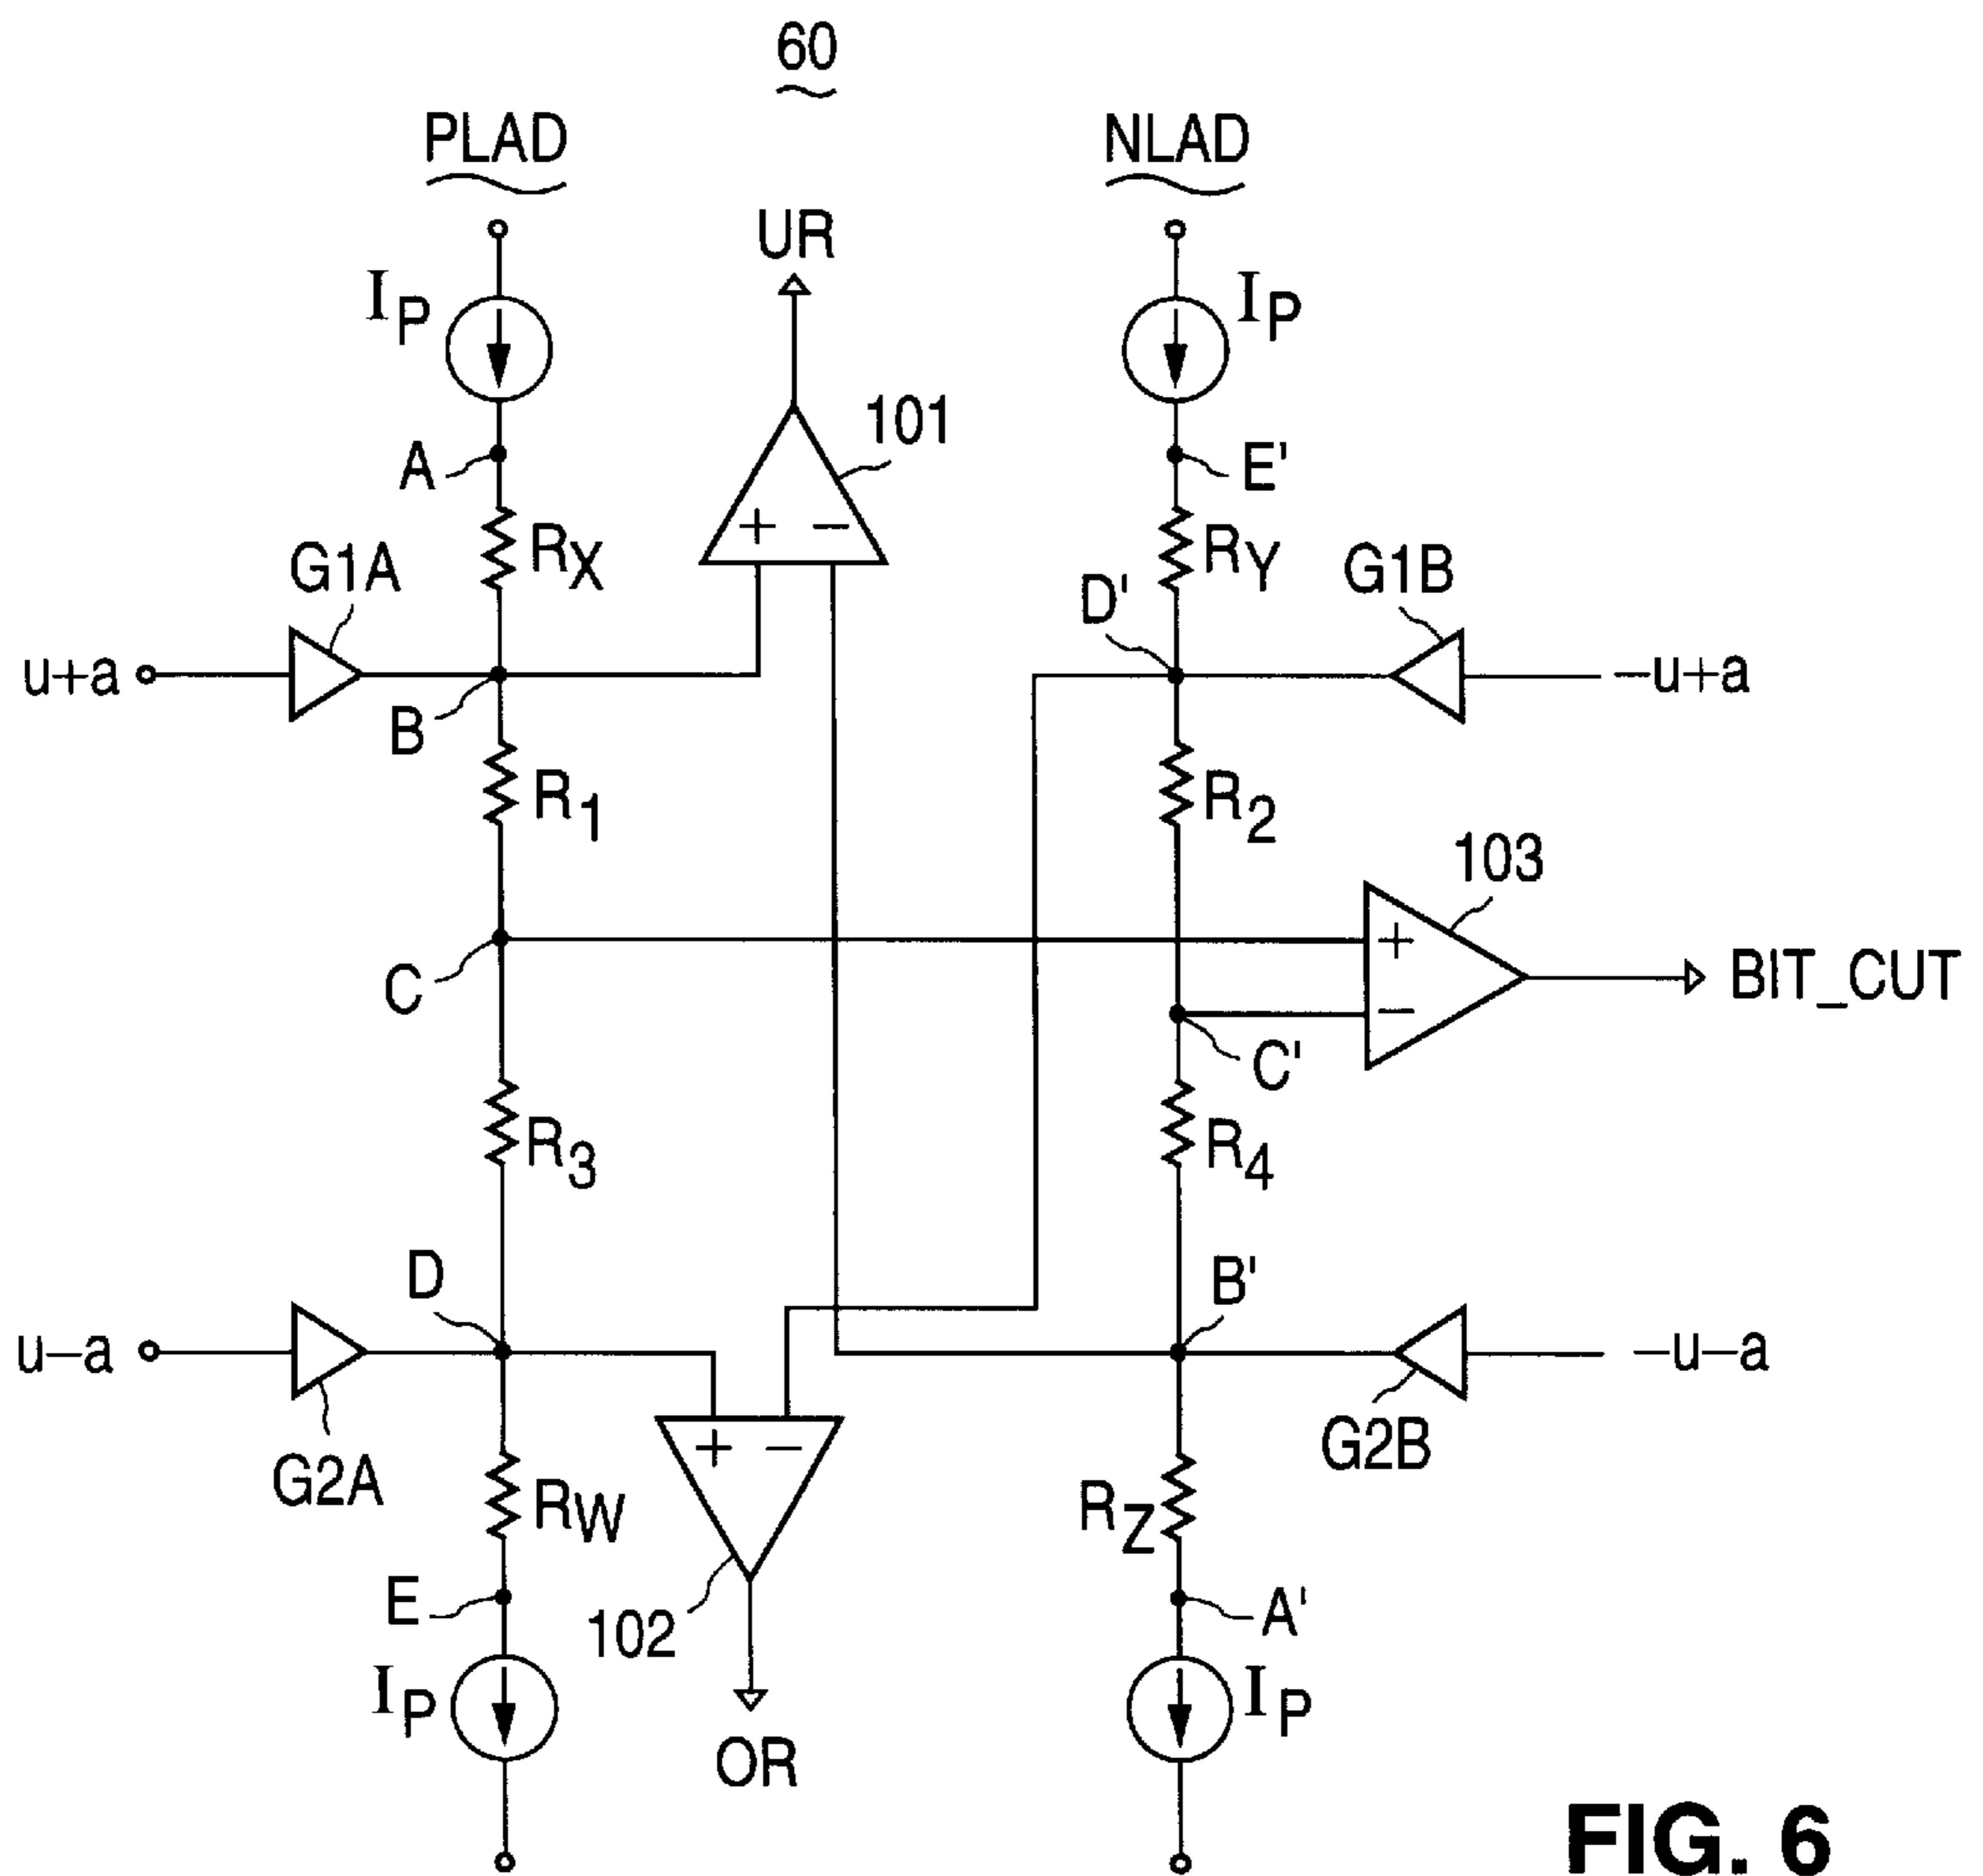 60
PLAD
NLAD
UR
IP
IP
101
A
E'
RX
RY
G1A
G1B
D'
u+a
+ −
−u+a
B
R1
R2
103
C
+
−
BIT_CUT
C'
R3
R4
D
B'
u−a
−u−a
+ −
G2A
G2B
RW
RZ
E
102
A'
IP
IP
OR
FIG. 6